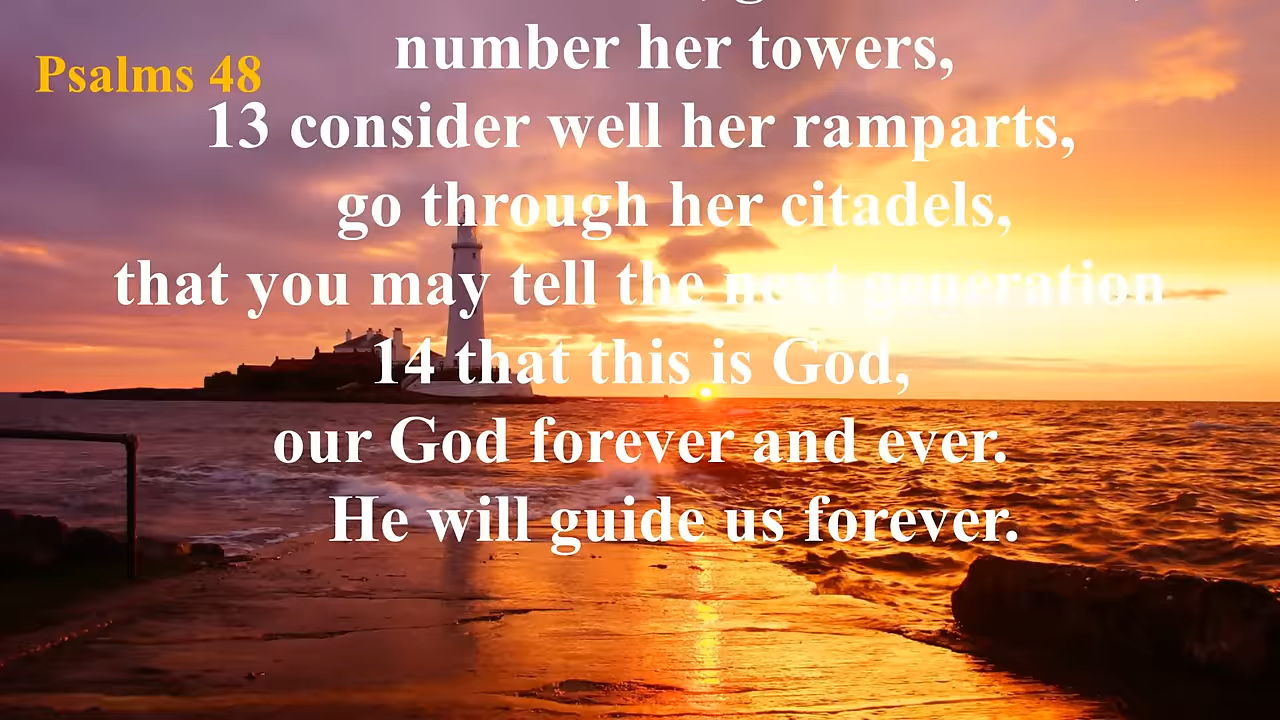 number her towers,
Psalms 48
13 consider well her ramparts,
go through her citadels,
that you may tell the next generation
14 that this is God,
our God forever and ever.
He will guide us forever.